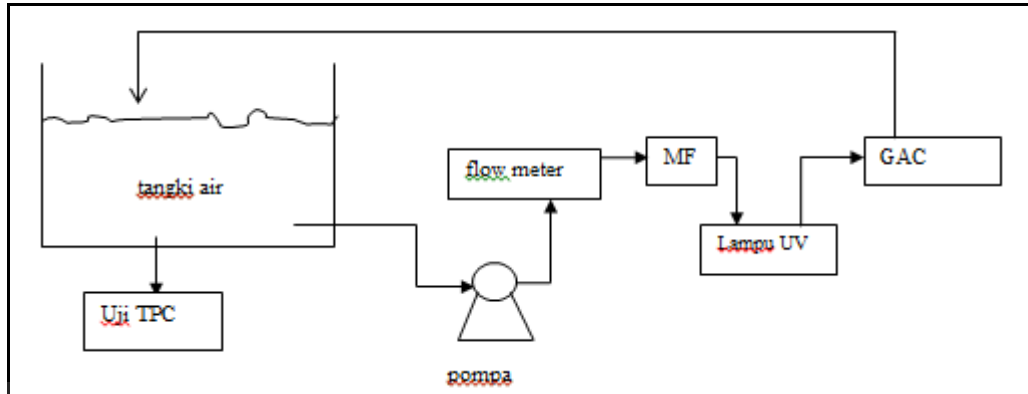 tangki air
Uji TPC
pompa
flow meter
MF
Lampu UV
GAC